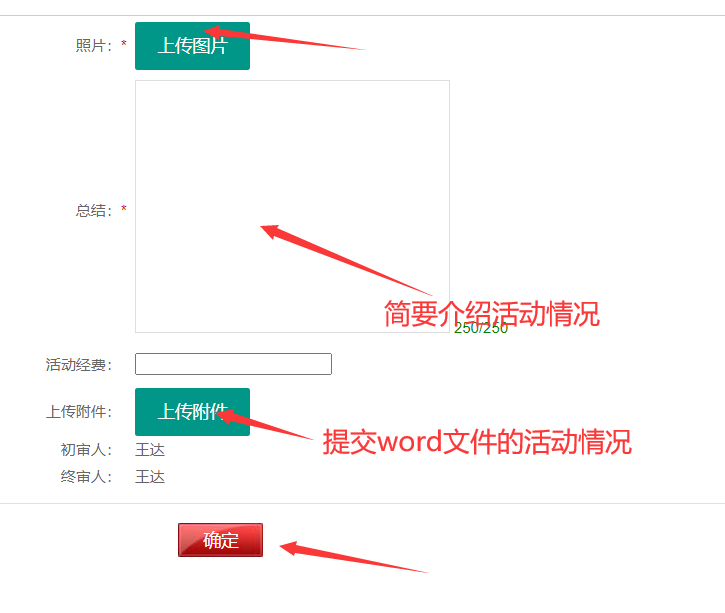 照片：* 上传图片
总结：*
简要介绍活动情况
250/250
活动经费：
上传附件： 上传附件
提交word文件的活动情况
初审人： 王达
终审人： 王达
确定